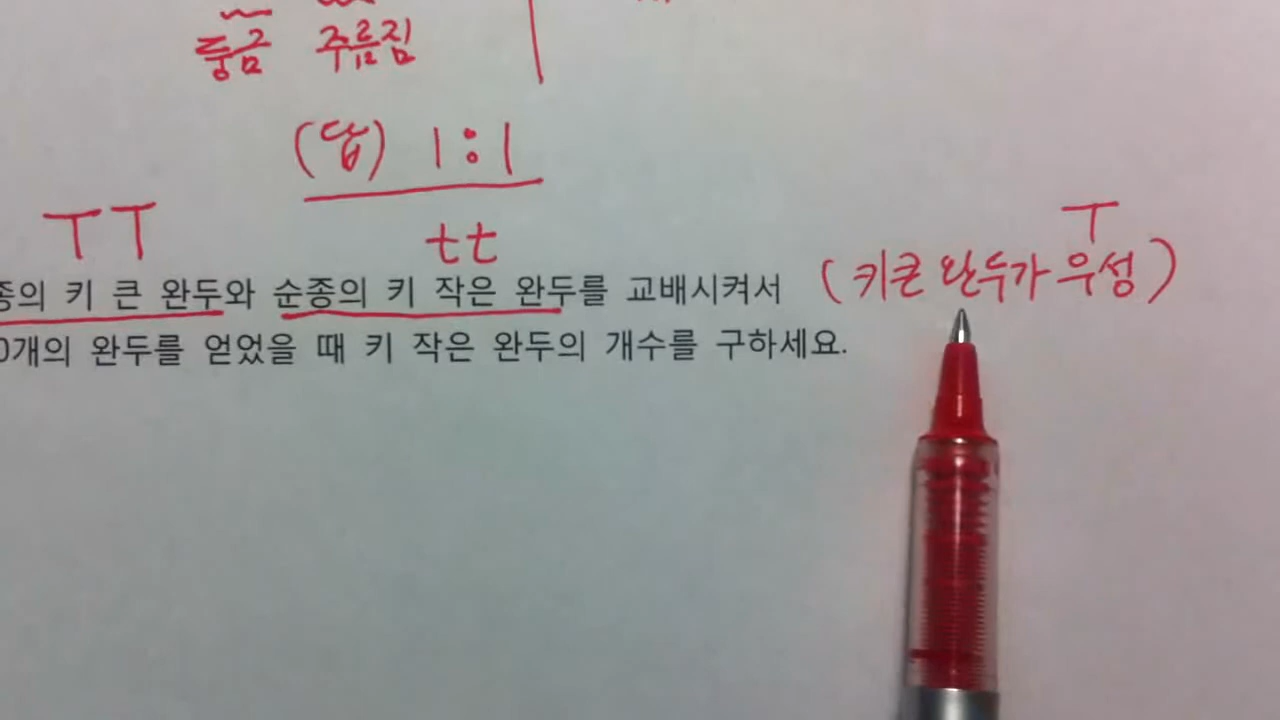 둥금 주름짐
(답) 1:1
TT tt T
종의 키 큰 완두와 순종의 키 작은 완두를 교배시켜서 (키큰 완두가 우성)
0개의 완두를 얻었을 때 키 작은 완두의 개수를 구하세요.